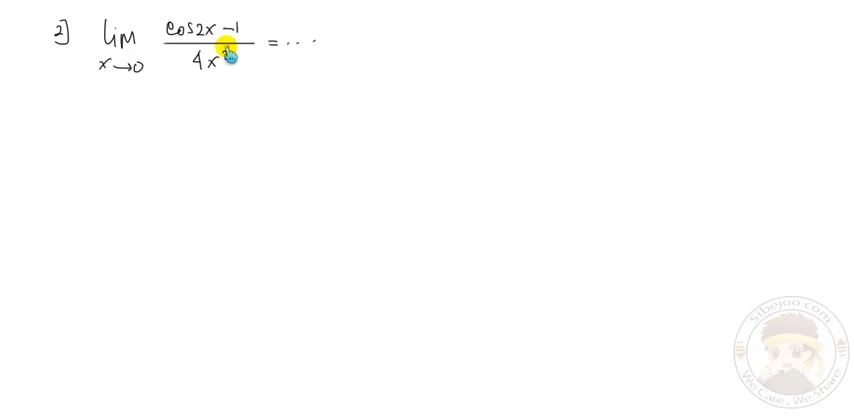 2] lim cos2x -1
x→0 4x² = ....
Sibejoo.com
We Care, We Share